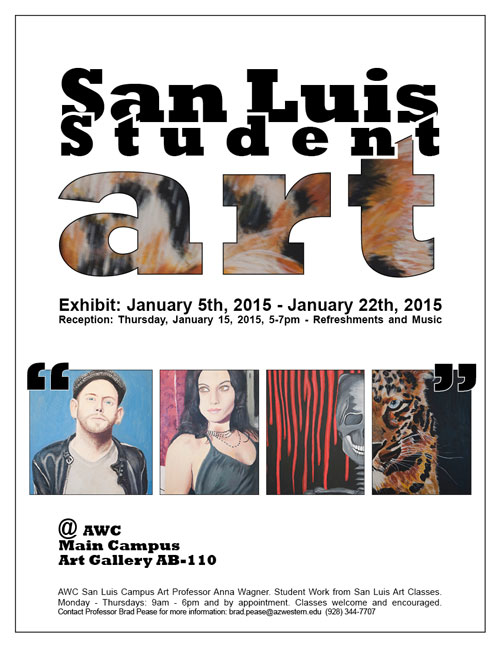 San Luis
Student
art
Exhibit: January 5th, 2015 - January 22th, 2015
Reception: Thursday, January 15, 2015, 5-7pm - Refreshments and Music
“ ”
@ AWC
Main Campus
Art Gallery AB-110
AWC San Luis Campus Art Professor Anna Wagner. Student Work from San Luis Art Classes.
Monday - Thursdays: 9am - 6pm and by appointment. Classes welcome and encouraged.
Contact Professor Brad Pease for more information: brad.pease@azwestern.edu (928) 344-7707